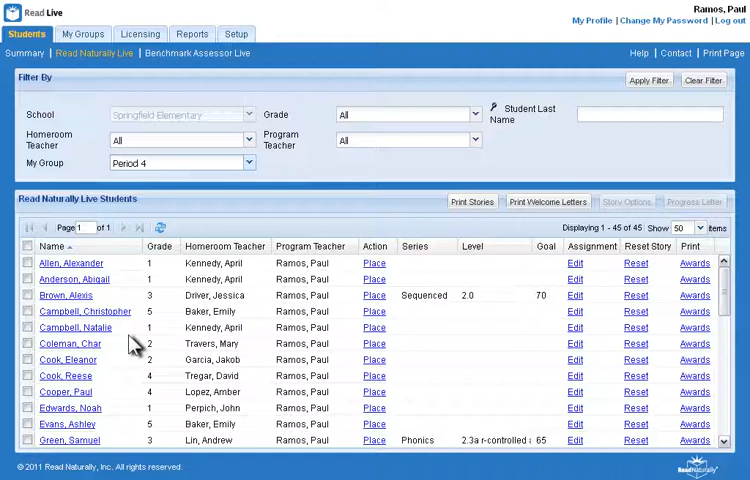 Read Live
Ramos, Paul
My Profile | Change My Password | Log out
Students My Groups Licensing Reports Setup
Summary | Read Naturally Live | Benchmark Assessor Live
Help | Contact | Print Page
Filter By
Apply Filter Clear Filter
School Springfield Elementary Grade All Student Last Name
Homeroom Teacher All Program Teacher All
My Group Period 4
Read Naturally Live Students
Print Stories Print Welcome Letters Story Options Progress Letter
Page 1 of 1 Displaying 1 - 45 of 45 Show 50 items
Name Grade Homeroom Teacher Program Teacher Action Series Level Goal Assignment Reset Story Print
Allen, Alexander 1 Kennedy, April Ramos, Paul Place Edit Reset Awards
Anderson, Abigail 1 Kennedy, April Ramos, Paul Place Edit Reset Awards
Brown, Alexis 3 Driver, Jessica Ramos, Paul Place Sequenced 2.0 70 Edit Reset Awards
Campbell, Christopher 5 Baker, Emily Ramos, Paul Place Edit Reset Awards
Campbell, Natalie 1 Kennedy, April Ramos, Paul Place Edit Reset Awards
Coleman, Char 2 Travers, Mary Ramos, Paul Place Edit Reset Awards
Cook, Eleanor 2 Garcia, Jakob Ramos, Paul Place Edit Reset Awards
Cook, Reese 4 Tregar, David Ramos, Paul Place Edit Reset Awards
Cooper, Paul 4 Lopez, Amber Ramos, Paul Place Edit Reset Awards
Edwards, Noah 1 Perpich, John Ramos, Paul Place Edit Reset Awards
Evans, Ashley 5 Baker, Emily Ramos, Paul Place Edit Reset Awards
Green, Samuel 3 Lin, Andrew Ramos, Paul Place Phonics 2.3a r-controlled 65 Edit Reset Awards
© 2011 Read Naturally, Inc. All rights reserved.
Read Naturally